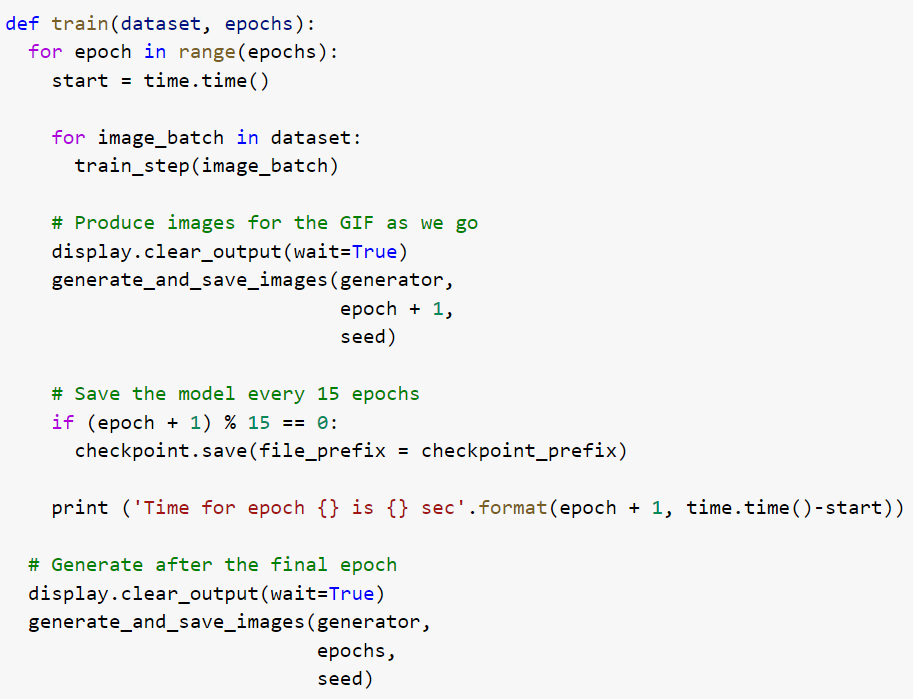 def train(dataset, epochs):
  for epoch in range(epochs):
    start = time.time()

    for image_batch in dataset:
      train_step(image_batch)

    # Produce images for the GIF as we go
    display.clear_output(wait=True)
    generate_and_save_images(generator,
                             epoch + 1,
                             seed)

    # Save the model every 15 epochs
    if (epoch + 1) % 15 == 0:
      checkpoint.save(file_prefix = checkpoint_prefix)

    print ('Time for epoch {} is {} sec'.format(epoch + 1, time.time()-start))

  # Generate after the final epoch
  display.clear_output(wait=True)
  generate_and_save_images(generator,
                           epochs,
                           seed)